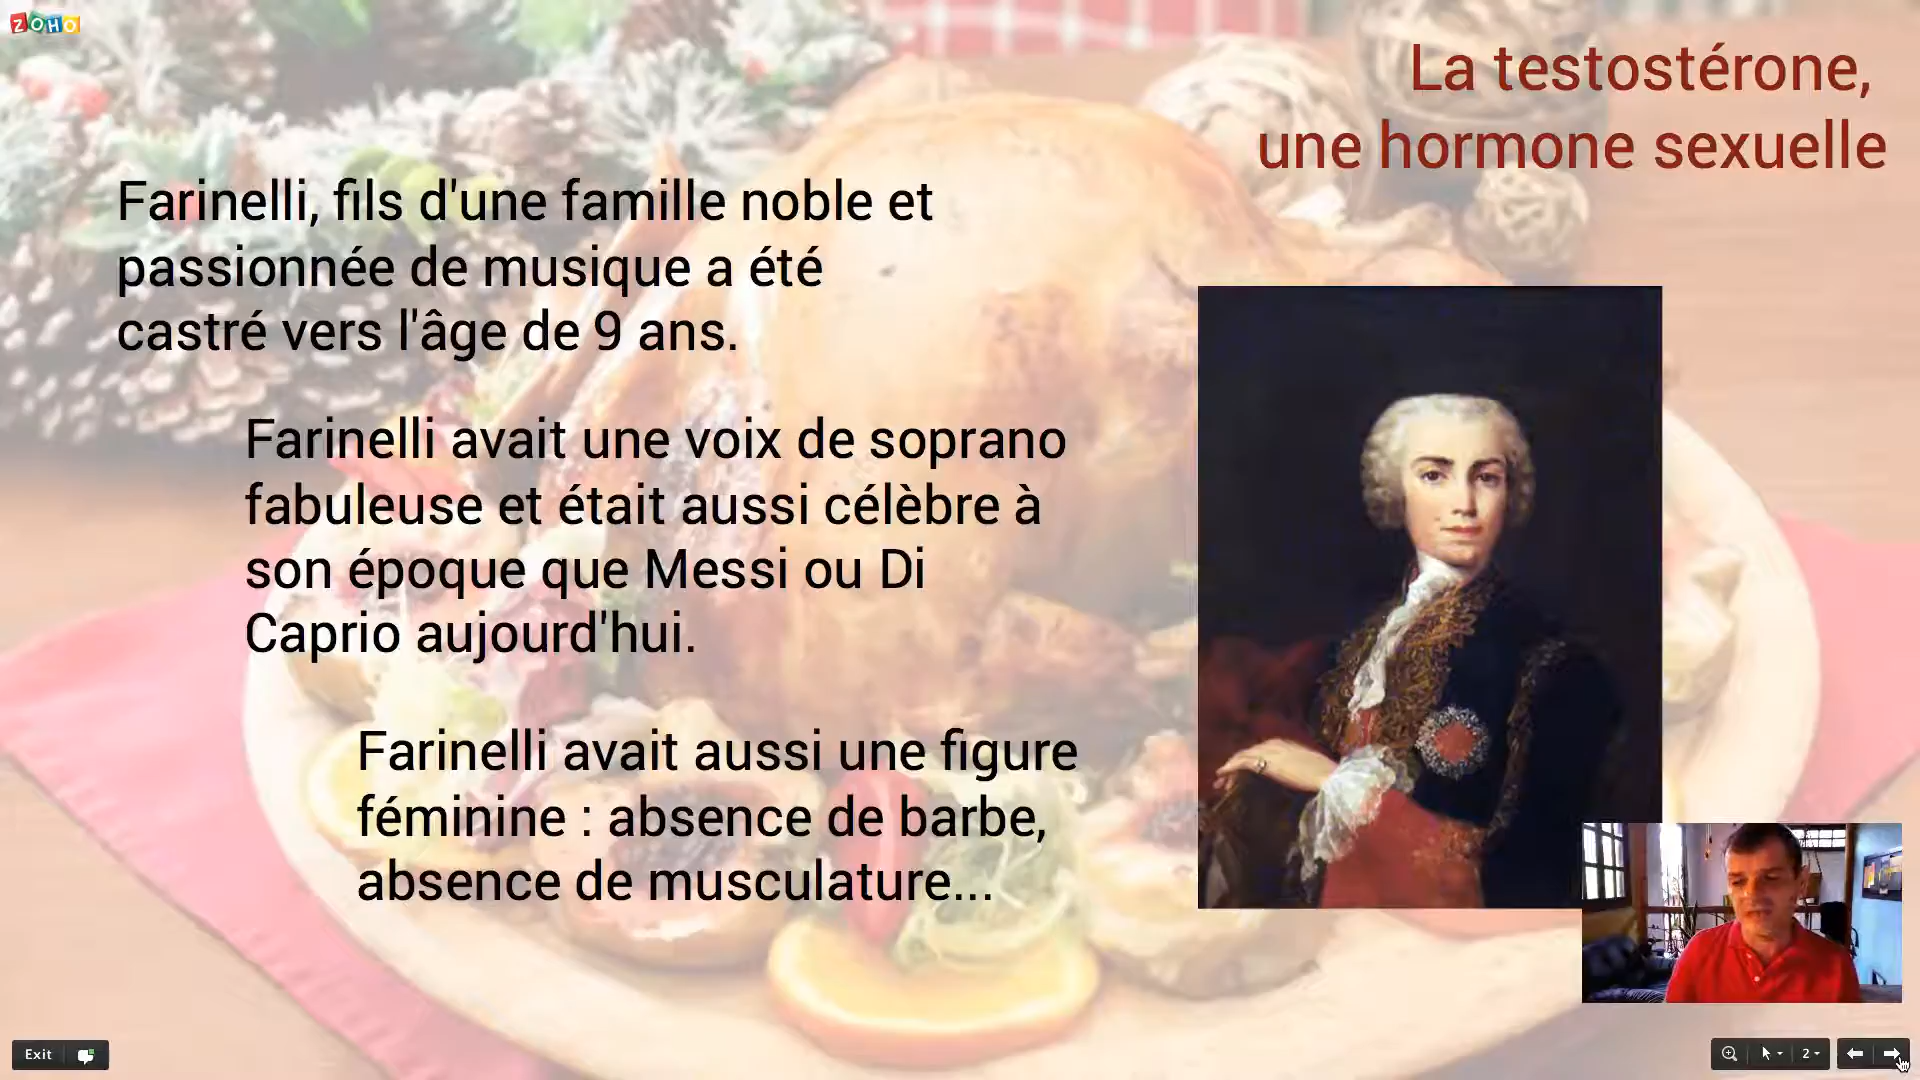 ZOHO
La testostérone,
une hormone sexuelle
Farinelli, fils d'une famille noble et
passionnée de musique a été
castré vers l'âge de 9 ans.
Farinelli avait une voix de soprano
fabuleuse et était aussi célèbre à
son époque que Messi ou Di
Caprio aujourd'hui.
Farinelli avait aussi une figure
féminine : absence de barbe,
absence de musculature...
Exit
2